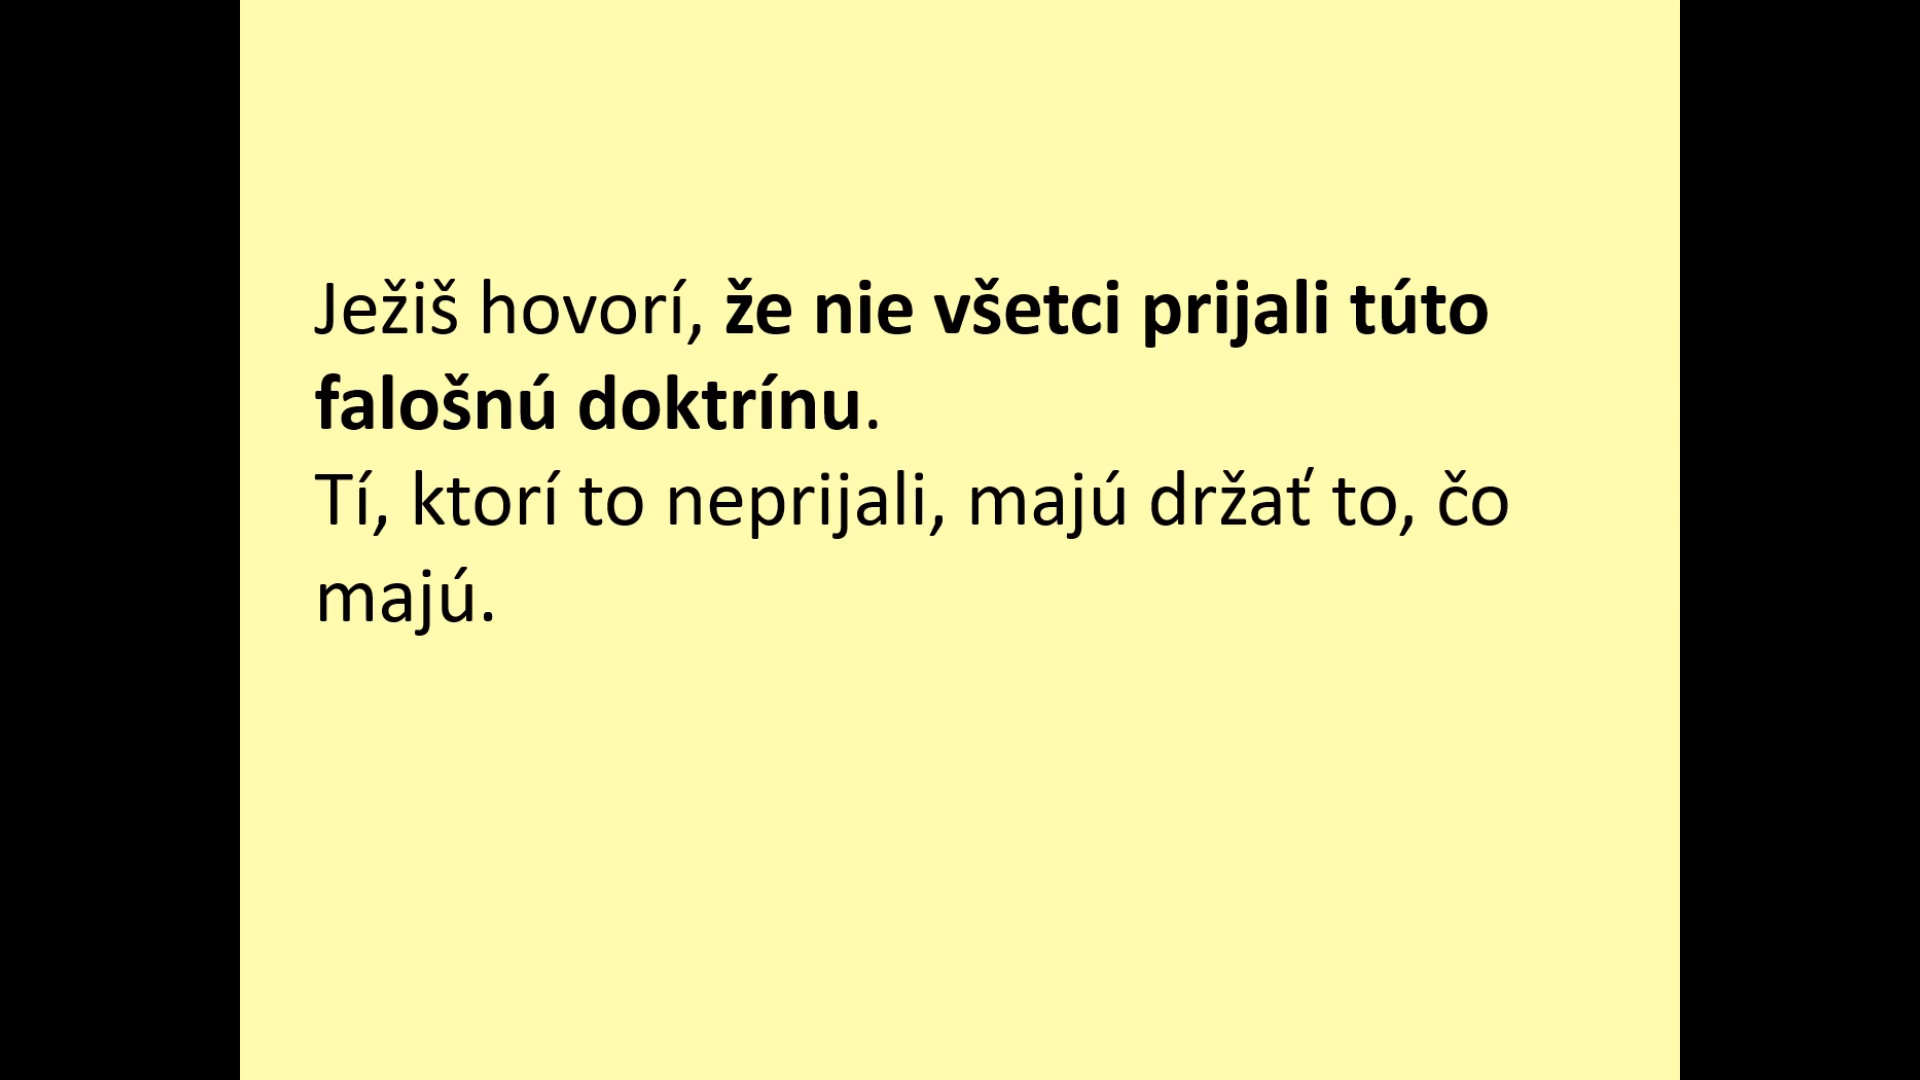 Ježiš hovorí, že nie všetci prijali túto
falošnú doktrínu.
Tí, ktorí to neprijali, majú držať to, čo
majú.